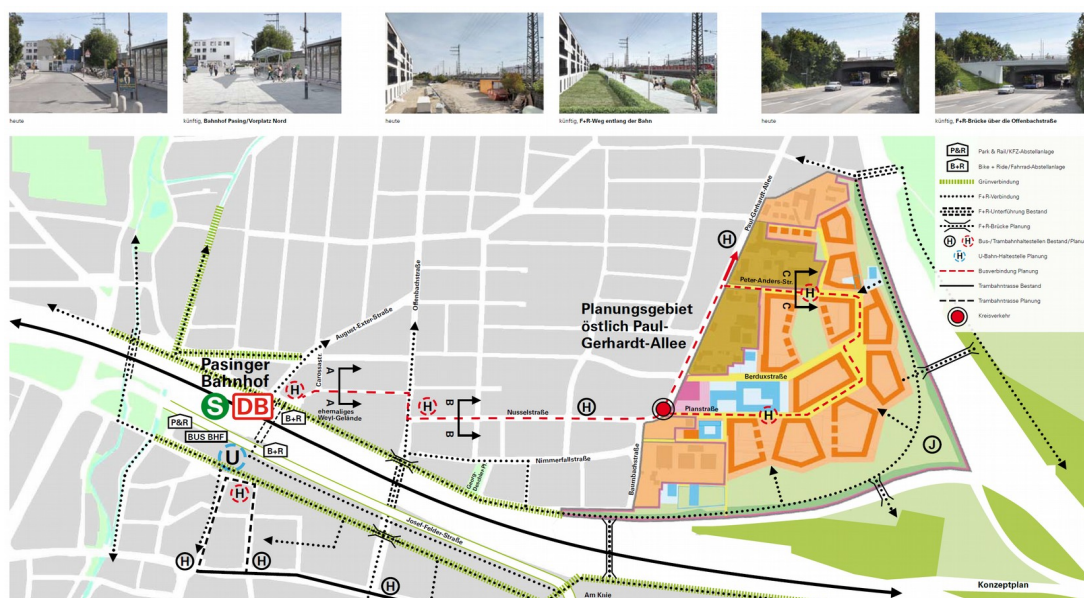 heute
künftig, Bahnhof Pasing/Vorplatz Nord
heute
künftig, F+R-Weg entlang der Bahn
heute
künftig, F+R-Brücke über die Offenbachstraße
P&R Park & Rail/KFZ-Abstellanlage
B+R Bike + Ride/Fahrrad-Abstellanlage
Grünverbindung
F+R-Verbindung
F+R-Unterführung Bestand
F+R-Brücke Planung
H H Bus-/Trambahnhaltestellen Bestand/Planu
H U-Bahn-Haltestelle Planung
Busverbindung Planung
Trambahntrasse Bestand
Trambahntrasse Planung
Kreisverkehr
Paul-Gerhardt-Allee
H
Peter-Anders-Str.
C
H
C
Planungsgebiet
östlich Paul-
Gerhardt-Allee
Offenbachstraße
August-Exter-Straße
Carossastr.
Pasinger
Bahnhof
S DB
H
A
A
ehemaliges
Weyl-Gelände
H
B
B
Nusselstraße
H
Berduxstraße
Planstraße
H
P&R
BUS BHF
B+R
B+R
U
H
Nimmerfallstraße
Baumbachstraße
J
Josef-Felder-Straße
H
H
H
Am Knie
Konzeptplan